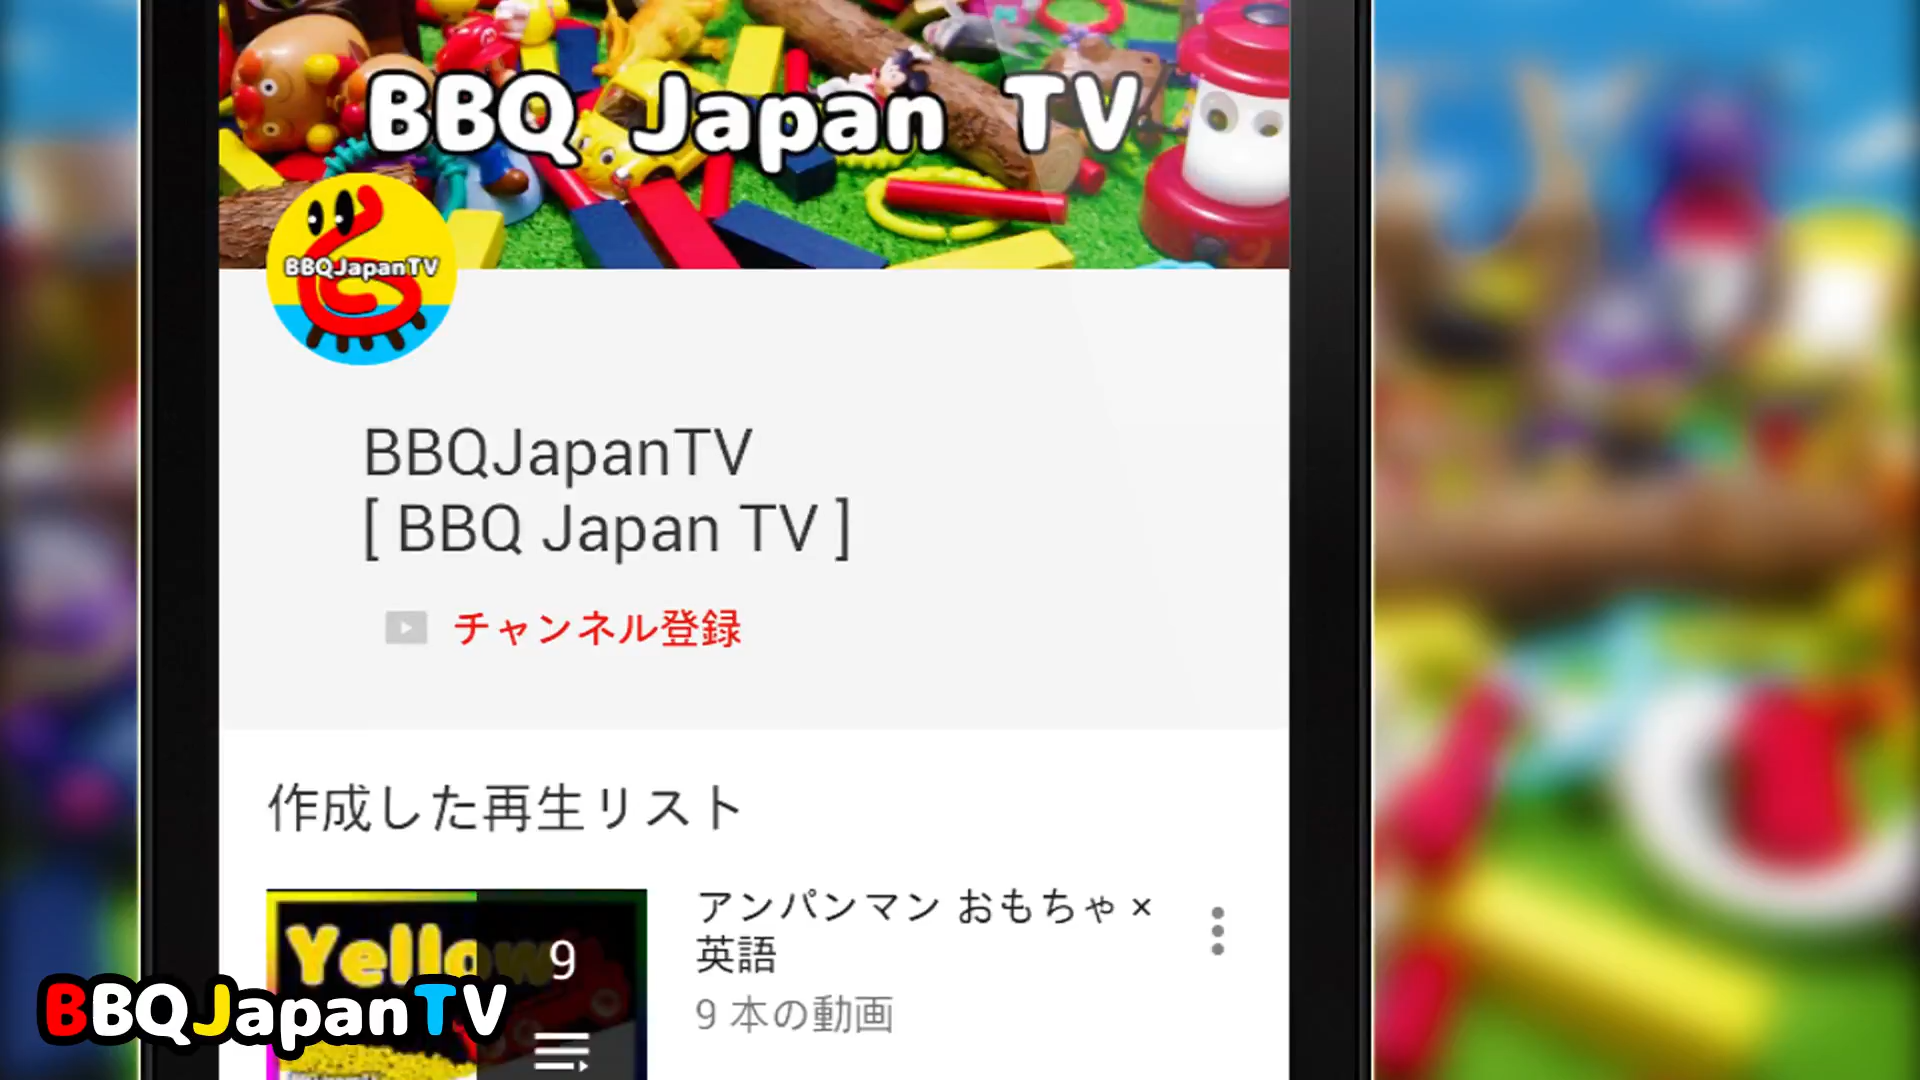 BBQ Japan TV
BBQJapanTV
BBQJapanTV
[ BBQ Japan TV ]
チャンネル登録
作成した再生リスト
Yellow
9
アンパンマン おもちゃ ×
英語
9 本の動画
BBQJapanTV